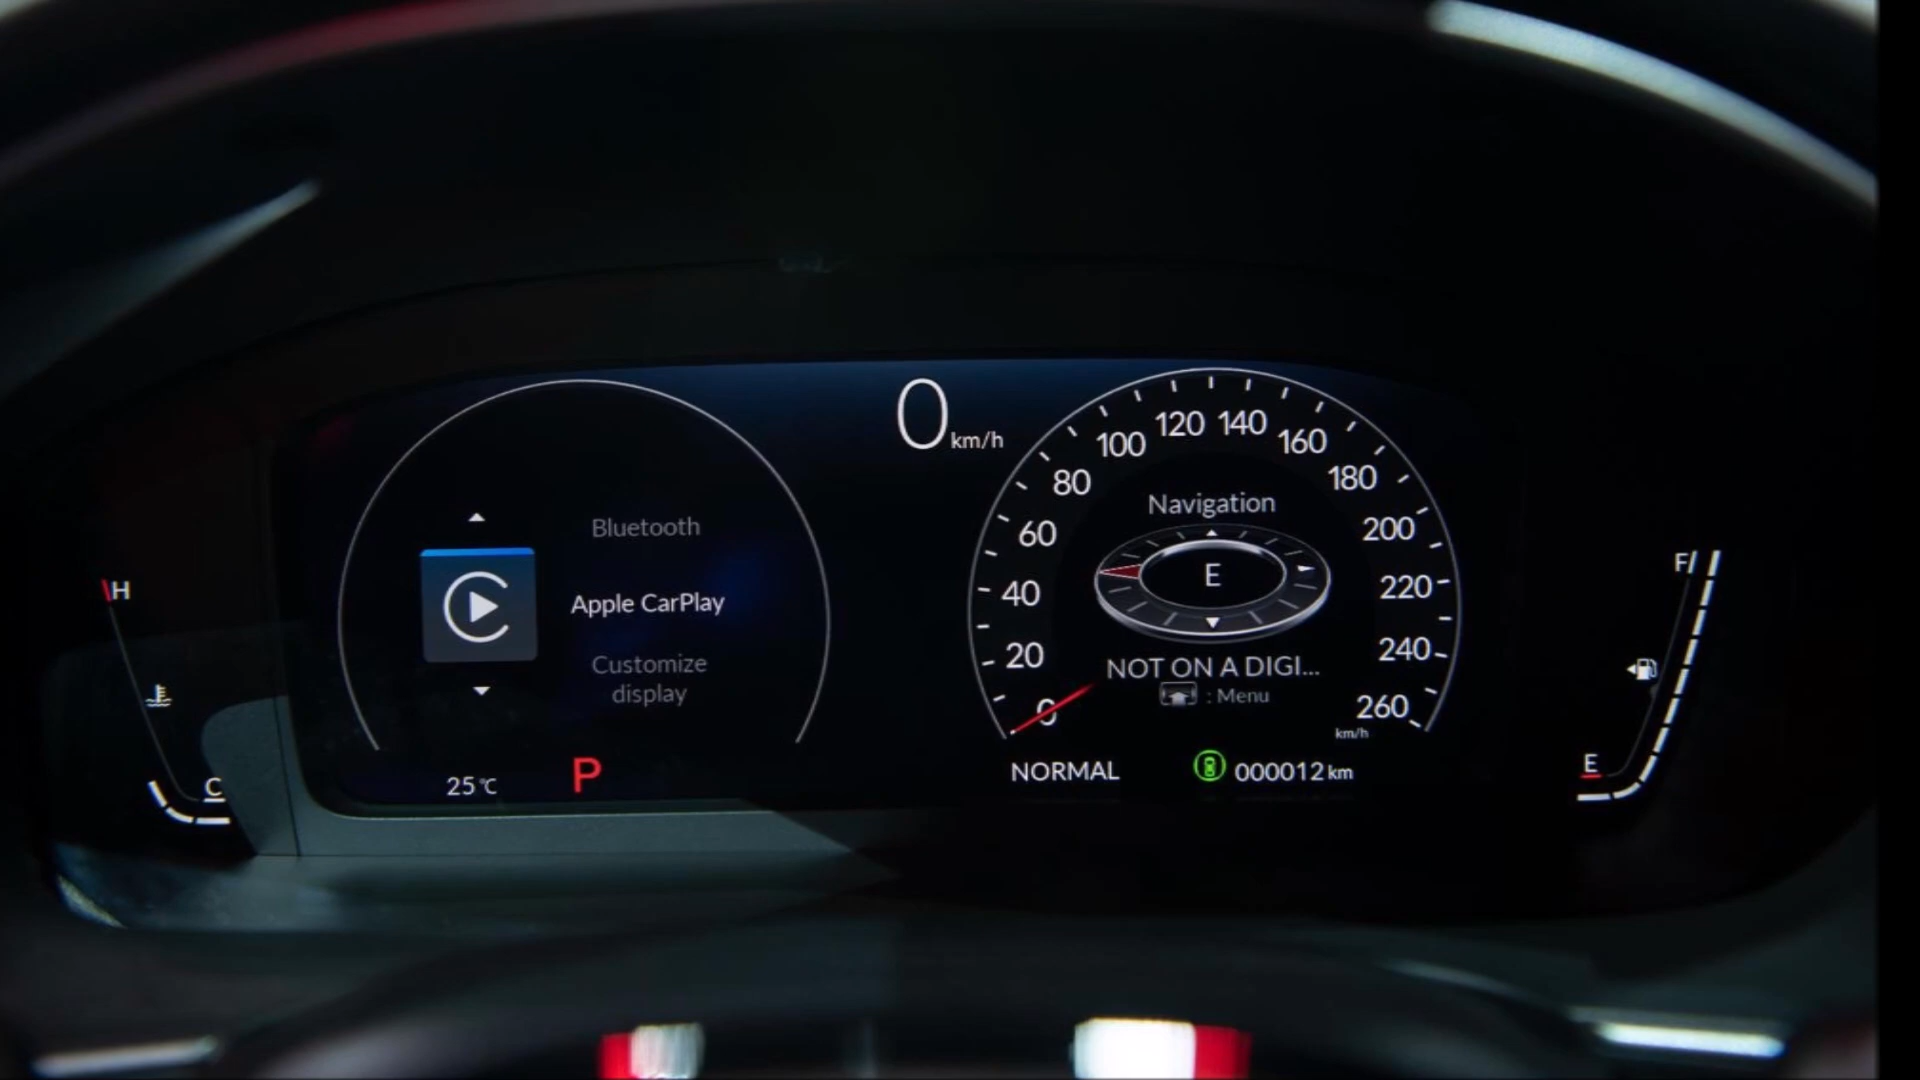 0 km/h
Bluetooth
Apple CarPlay
Customize
display
25 °C
P
H
C
0
20
40
60
80
100
120
140
160
180
200
220
240
260
km/h
Navigation
E
NOT ON A DIGI...
: Menu
NORMAL
000012 km
F
E